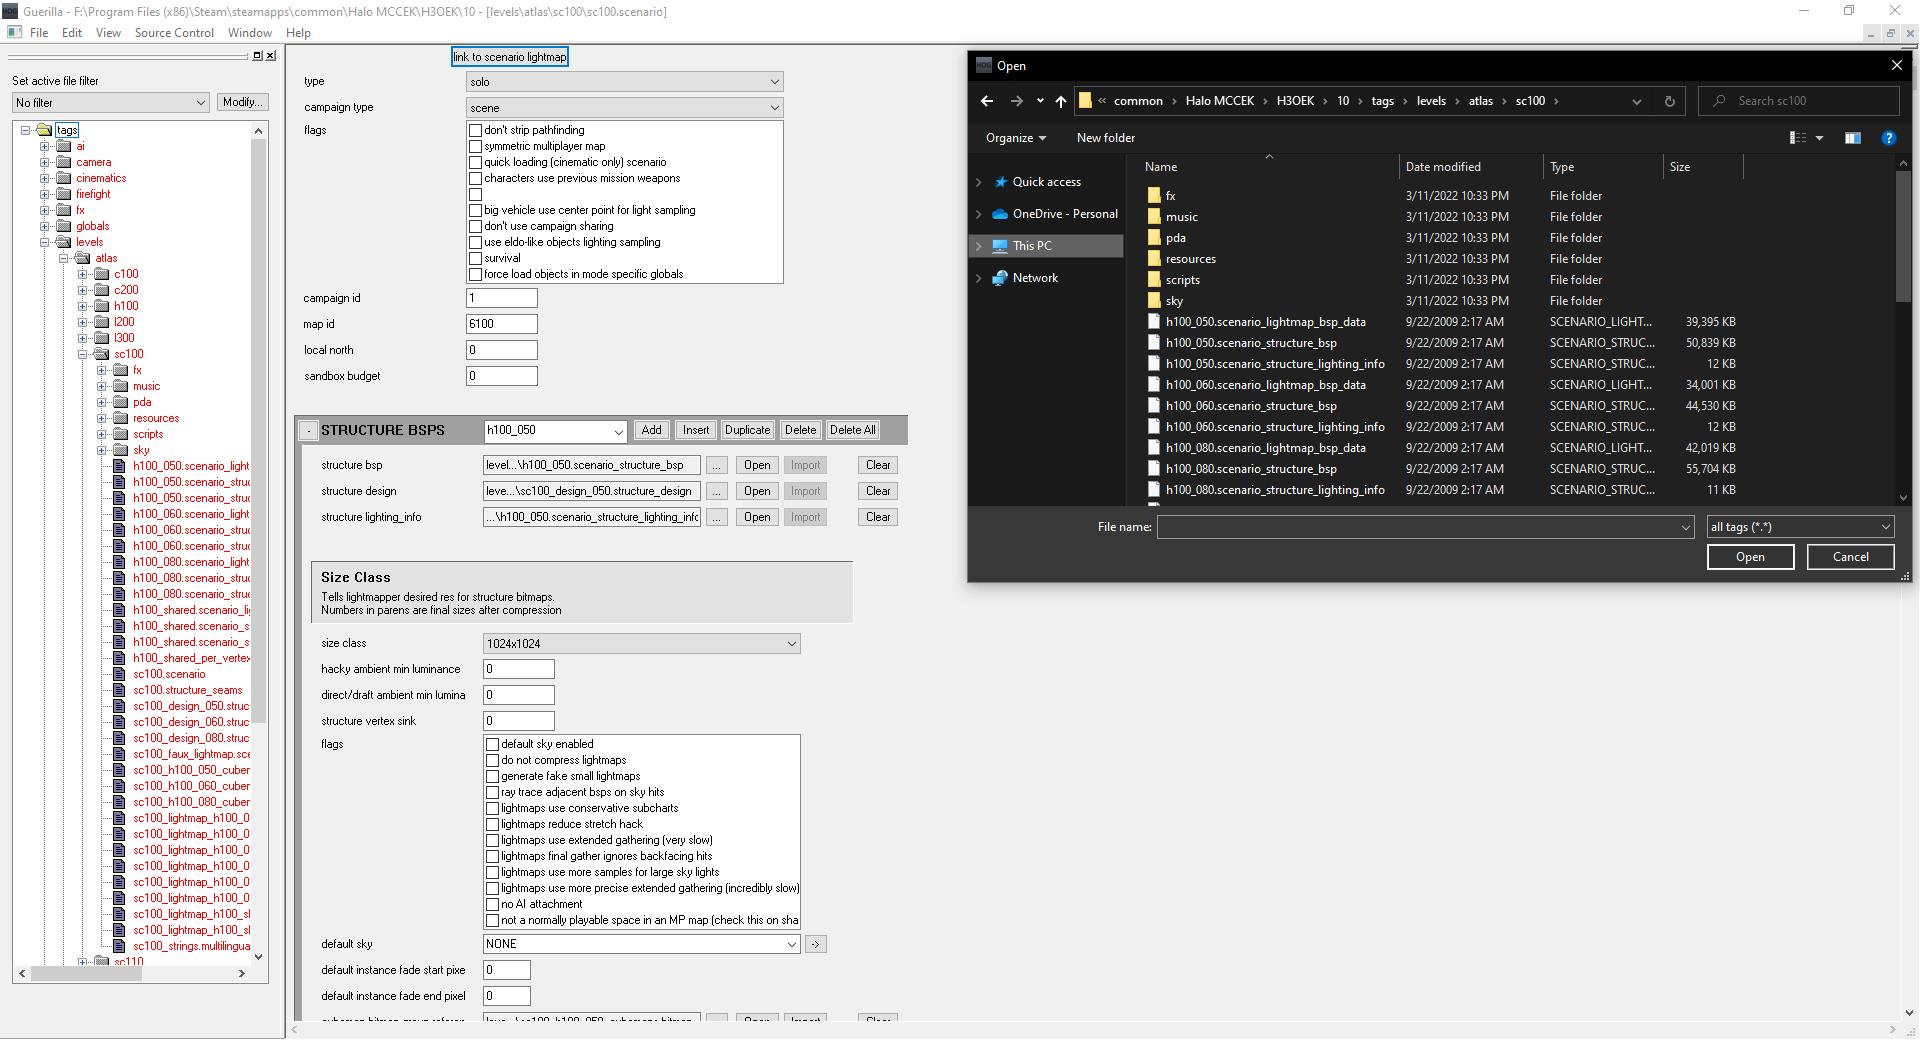 Guerilla - F:\Program Files (x86)\Steam\steamapps\common\Halo MCCEK\H3OEK\10 - [levels\atlas\sc100\sc100.scenario]
File Edit View Source Control Window Help
Set active file filter
No filter Modify...
tags
ai
camera
cinematics
firefight
fx
globals
levels
atlas
c100
c200
h100
l200
l300
sc100
fx
music
pda
resources
scripts
sky
h100_050.scenario_light
h100_050.scenario_struc
h100_050.scenario_struc
h100_060.scenario_light
h100_060.scenario_struc
h100_060.scenario_struc
h100_080.scenario_light
h100_080.scenario_struc
h100_080.scenario_struc
h100_shared.scenario_li
h100_shared.scenario_s
h100_shared.scenario_s
h100_shared_per_vertex
sc100.scenario
sc100.structure_seams
sc100_design_050.struc
sc100_design_060.struc
sc100_design_080.struc
sc100_faux_lightmap.sce
sc100_h100_050_cuber
sc100_h100_060_cuber
sc100_h100_080_cuber
sc100_lightmap_h100_0
sc100_lightmap_h100_0
sc100_lightmap_h100_0
sc100_lightmap_h100_0
sc100_lightmap_h100_0
sc100_lightmap_h100_0
sc100_lightmap_h100_sl
sc100_lightmap_h100_sl
sc100_strings.multilingua
sc110
link to scenario lightmap
type solo
campaign type scene
flags
don't strip pathfinding
symmetric multiplayer map
quick loading (cinematic only) scenario
characters use previous mission weapons
big vehicle use center point for light sampling
don't use campaign sharing
use eldo-like objects lighting sampling
survival
force load objects in mode specific globals
campaign id 1
map id 6100
local north 0
sandbox budget 0
- STRUCTURE BSPS h100_050 Add Insert Duplicate Delete Delete All
structure bsp level...\h100_050.scenario_structure_bsp ... Open Import Clear
structure design leve...\sc100_design_050.structure_design ... Open Import Clear
structure lighting_info ...\h100_050.scenario_structure_lighting_info ... Open Import Clear
Size Class
Tells lightmapper desired res for structure bitmaps.
Numbers in parens are final sizes after compression
size class 1024x1024
hacky ambient min luminance 0
direct/draft ambient min lumina 0
structure vertex sink 0
flags
default sky enabled
do not compress lightmaps
generate fake small lightmaps
ray trace adjacent bsps on sky hits
lightmaps use conservative subcharts
lightmaps reduce stretch hack
lightmaps use extended gathering (very slow)
lightmaps final gather ignores backfacing hits
lightmaps use more samples for large sky lights
lightmaps use more precise extended gathering (incredibly slow)
no AI attachment
not a normally playable space in an MP map (check this on sha
default sky NONE ->
default instance fade start pixe 0
default instance fade end pixel 0
Open
common > Halo MCCEK > H3OEK > 10 > tags > levels > atlas > sc100 >
Search sc100
Organize New folder
Quick access
OneDrive - Personal
This PC
Network
Name Date modified Type Size
fx 3/11/2022 10:33 PM File folder
music 3/11/2022 10:33 PM File folder
pda 3/11/2022 10:33 PM File folder
resources 3/11/2022 10:33 PM File folder
scripts 3/11/2022 10:33 PM File folder
sky 3/11/2022 10:33 PM File folder
h100_050.scenario_lightmap_bsp_data 9/22/2009 2:17 AM SCENARIO_LIGHT... 39,395 KB
h100_050.scenario_structure_bsp 9/22/2009 2:17 AM SCENARIO_STRUC... 50,839 KB
h100_050.scenario_structure_lighting_info 9/22/2009 2:17 AM SCENARIO_STRUC... 12 KB
h100_060.scenario_lightmap_bsp_data 9/22/2009 2:17 AM SCENARIO_LIGHT... 34,001 KB
h100_060.scenario_structure_bsp 9/22/2009 2:17 AM SCENARIO_STRUC... 44,530 KB
h100_060.scenario_structure_lighting_info 9/22/2009 2:17 AM SCENARIO_STRUC... 12 KB
h100_080.scenario_lightmap_bsp_data 9/22/2009 2:17 AM SCENARIO_LIGHT... 42,019 KB
h100_080.scenario_structure_bsp 9/22/2009 2:17 AM SCENARIO_STRUC... 55,704 KB
h100_080.scenario_structure_lighting_info 9/22/2009 2:17 AM SCENARIO_STRUC... 11 KB
File name: all tags (*.*)
Open Cancel